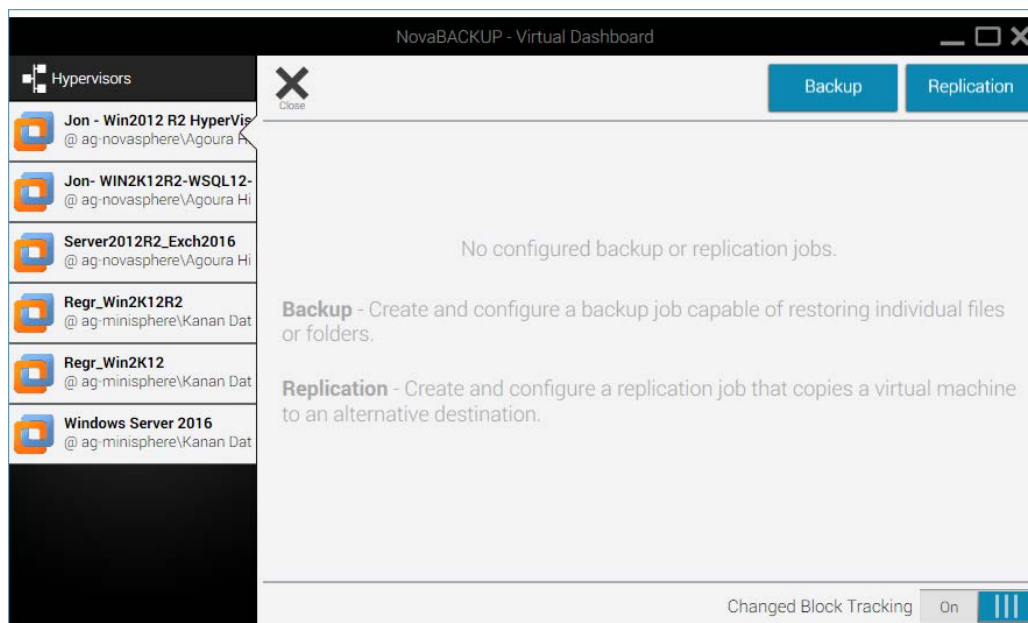 NovaBACKUP - Virtual Dashboard
Hypervisors
Close
Backup
Replication
Jon - Win2012 R2 HyperVis
@ ag-novasphere\Agoura H
Jon- WIN2K12R2-WSQL12-
@ ag-novasphere\Agoura Hi
Server2012R2_Exch2016
@ ag-novasphere\Agoura Hi
Regr_Win2K12R2
@ ag-minisphere\Kanan Dat
Regr_Win2K12
@ ag-minisphere\Kanan Dat
Windows Server 2016
@ ag-minisphere\Kanan Dat
No configured backup or replication jobs.
Backup - Create and configure a backup job capable of restoring individual files
or folders.
Replication - Create and configure a replication job that copies a virtual machine
to an alternative destination.
Changed Block Tracking
On